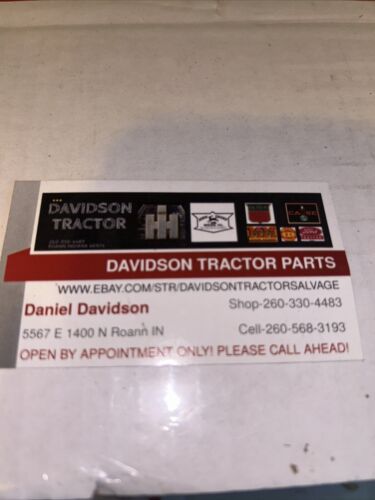 DAVIDSON
TRACTOR
DAVIDSON TRACTOR PARTS
WWW.EBAY.COM/STR/DAVIDSONTRACTORSALVAGE
Daniel Davidson
Shop-260-330-4483
5567 E 1400 N Roann IN
Cell-260-568-3193
OPEN BY APPOINTMENT ONLY! PLEASE CALL AHEAD!